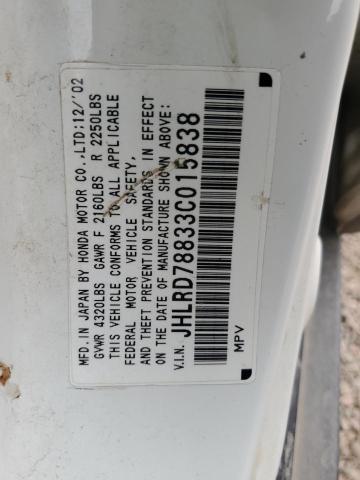 MFD. IN JAPAN BY HONDA MOTOR CO.,LTD:12/'02
GVWR 4320LBS GAWR F 2160LBS R 2250LBS
THIS VEHICLE CONFORMS TO ALL APPLICABLE
FEDERAL MOTOR VEHICLE SAFETY,
AND THEFT PREVENTION STANDARDS IN EFFECT
ON THE DATE OF MANUFACTURE SHOWN ABOVE:
V.I.N. JHLRD78833C015838
MPV